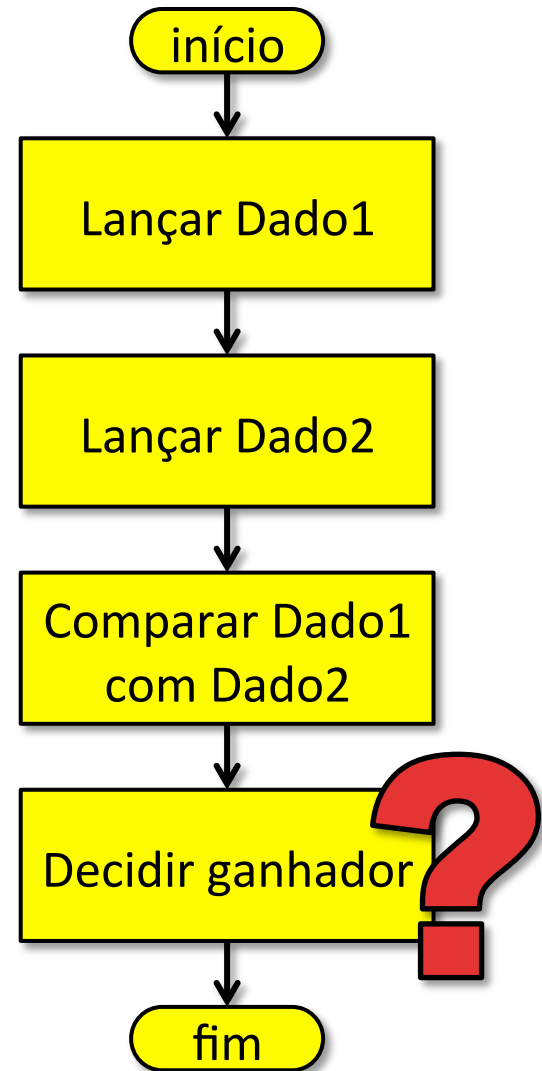 início
Lançar Dado1
Lançar Dado2
Comparar Dado1
com Dado2
Decidir ganhador
?
fim